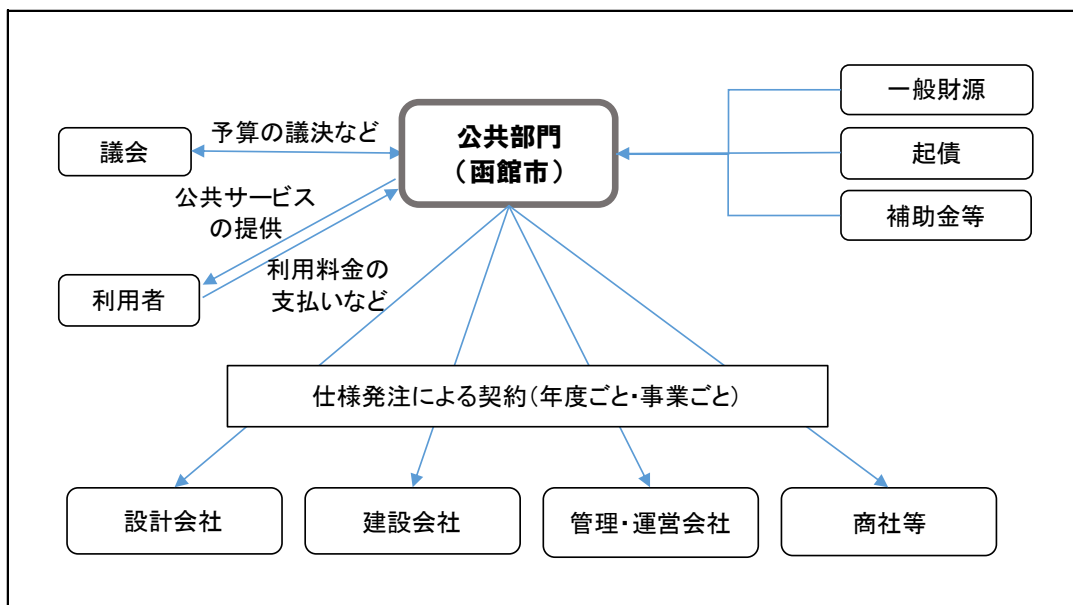 一般財源
公共部門
(函館市)
予算の議決など
議会
起債
公共サービス
の提供
補助金等
利用料金の
支払いなど
利用者
仕様発注による契約(年度ごと・事業ごと)
設計会社
建設会社
管理・運営会社
商社等